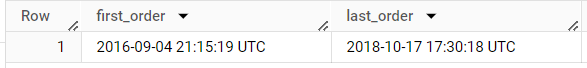 Row first_order last_order
1 2016-09-04 21:15:19 UTC 2018-10-17 17:30:18 UTC